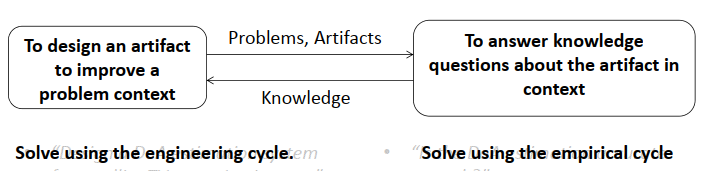 To design an artifact
to improve a
problem context
Problems, Artifacts
Knowledge
To answer knowledge
questions about the artifact in
context
Solve using the engineering cycle.
Solve using the empirical cycle